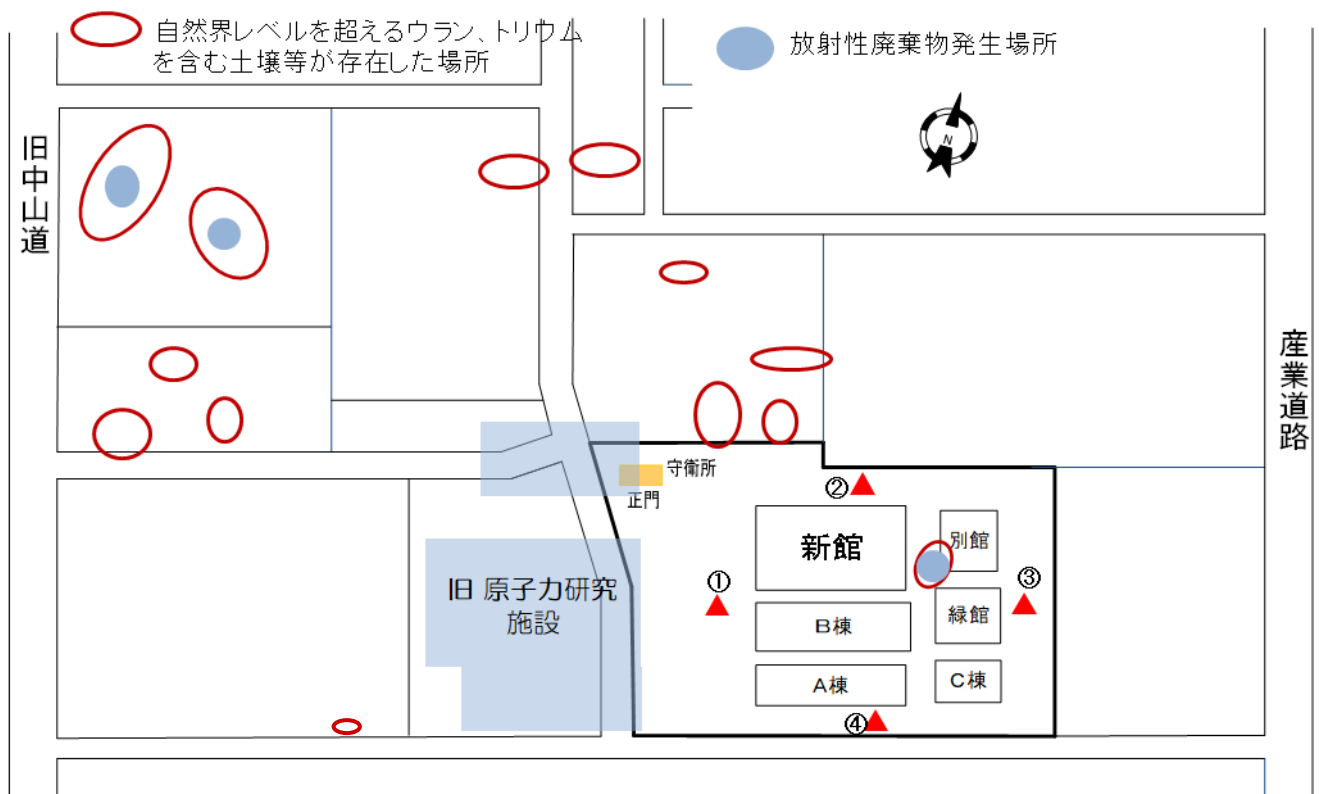 自然界レベルを超えるウラン、トリウム
を含む土壌等が存在した場所
放射性廃棄物発生場所
N
旧中山道
産業道路
守衛所
正門
②
新館
別館
①
③
旧 原子力研究
施設
B棟
緑館
A棟
C棟
④